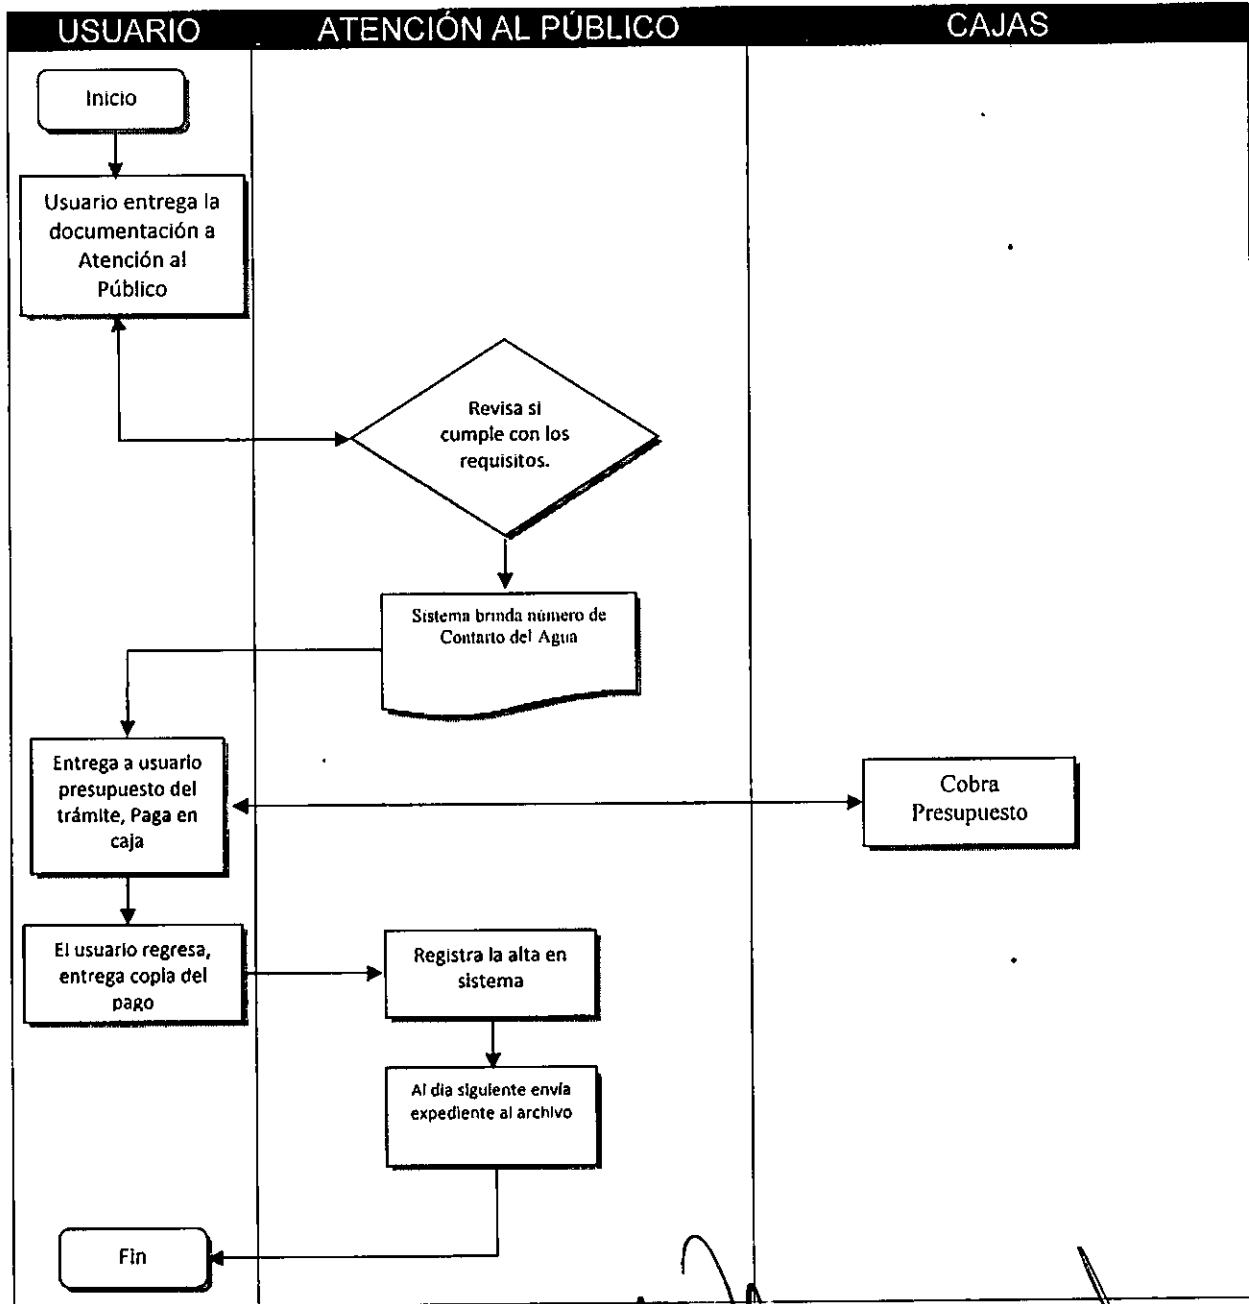 USUARIO
ATENCIÓN AL PÚBLICO
CAJAS
Inicio
Usuario entrega la
documentación a
Atención al
Público
Revisa si
cumple con los
requisitos.
Sistema brinda número de
Contarto del Agua
Entrega a usuario
presupuesto del
trámite, Paga en
caja
Cobra
Presupuesto
El usuario regresa,
entrega copia del
pago
Registra la alta en
sistema
Al dia siguiente envía
expediente al archivo
Fin